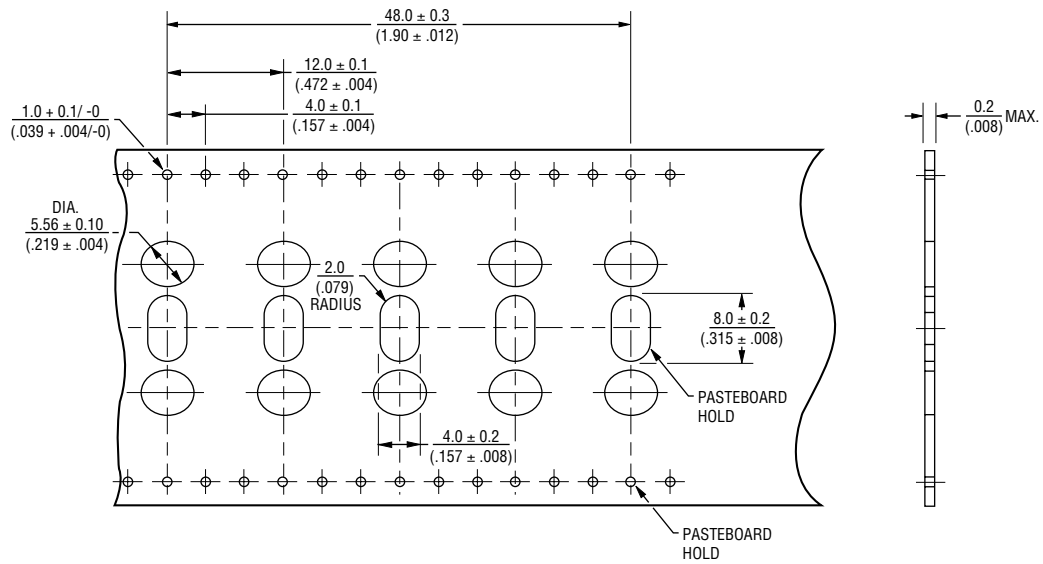 48.0 ± 0.3
(1.90 ± .012)
12.0 ± 0.1
(.472 ± .004)
4.0 ± 0.1
(.157 ± .004)
1.0 + 0.1/ -0
(.039 + .004/-0)
0.2
(.008)
MAX.
DIA.
5.56 ± 0.10
(.219 ± .004)
2.0
(.079)
RADIUS
8.0 ± 0.2
(.315 ± .008)
PASTEBOARD
HOLD
4.0 ± 0.2
(.157 ± .008)
PASTEBOARD
HOLD